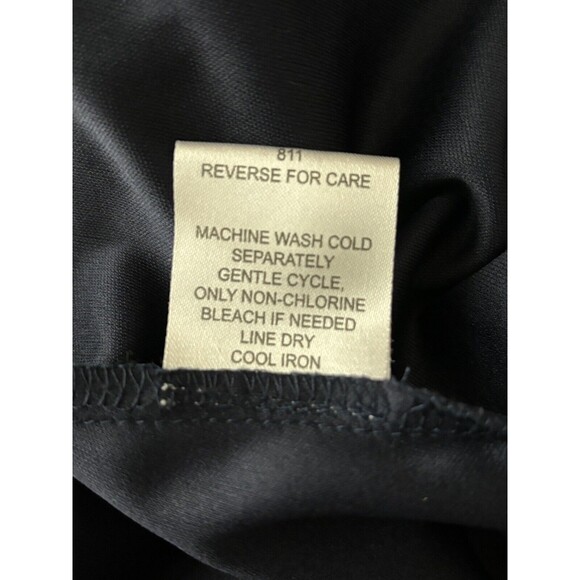 811
REVERSE FOR CARE
MACHINE WASH COLD
SEPARATELY
GENTLE CYCLE,
ONLY NON-CHLORINE
BLEACH IF NEEDED
LINE DRY
COOL IRON